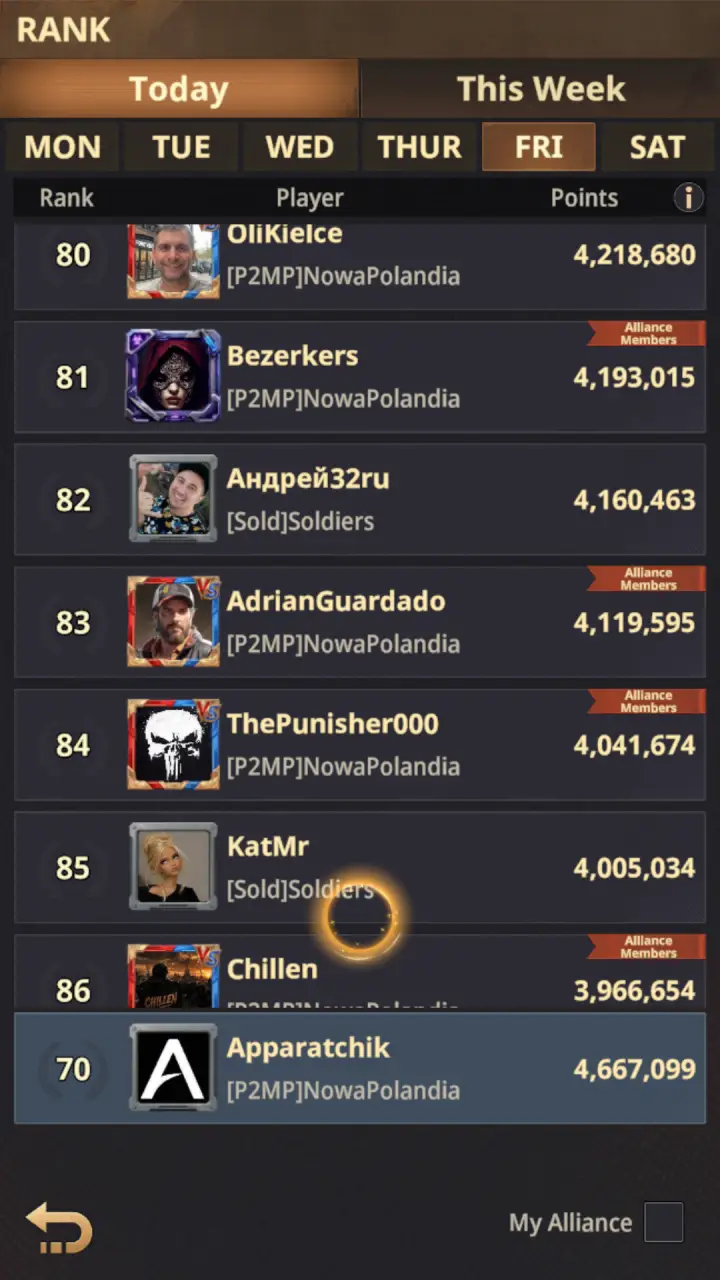 RANK
Today
This Week
MON TUE WED THUR FRI SAT
Rank Player Points i
80 OliKielce 4,218,680
[P2MP]NowaPolandia
Alliance Members
81 Bezerkers 4,193,015
[P2MP]NowaPolandia
82 Андрей32ru 4,160,463
[Sold]Soldiers
Alliance Members
83 AdrianGuardado 4,119,595
[P2MP]NowaPolandia
Alliance Members
84 ThePunisher000 4,041,674
[P2MP]NowaPolandia
85 KatMr 4,005,034
[Sold]Soldiers
Alliance Members
86 Chillen 3,966,654
CHILLEN
[P2MP]NowaPolandia
70 Apparatchik 4,667,099
[P2MP]NowaPolandia
My Alliance